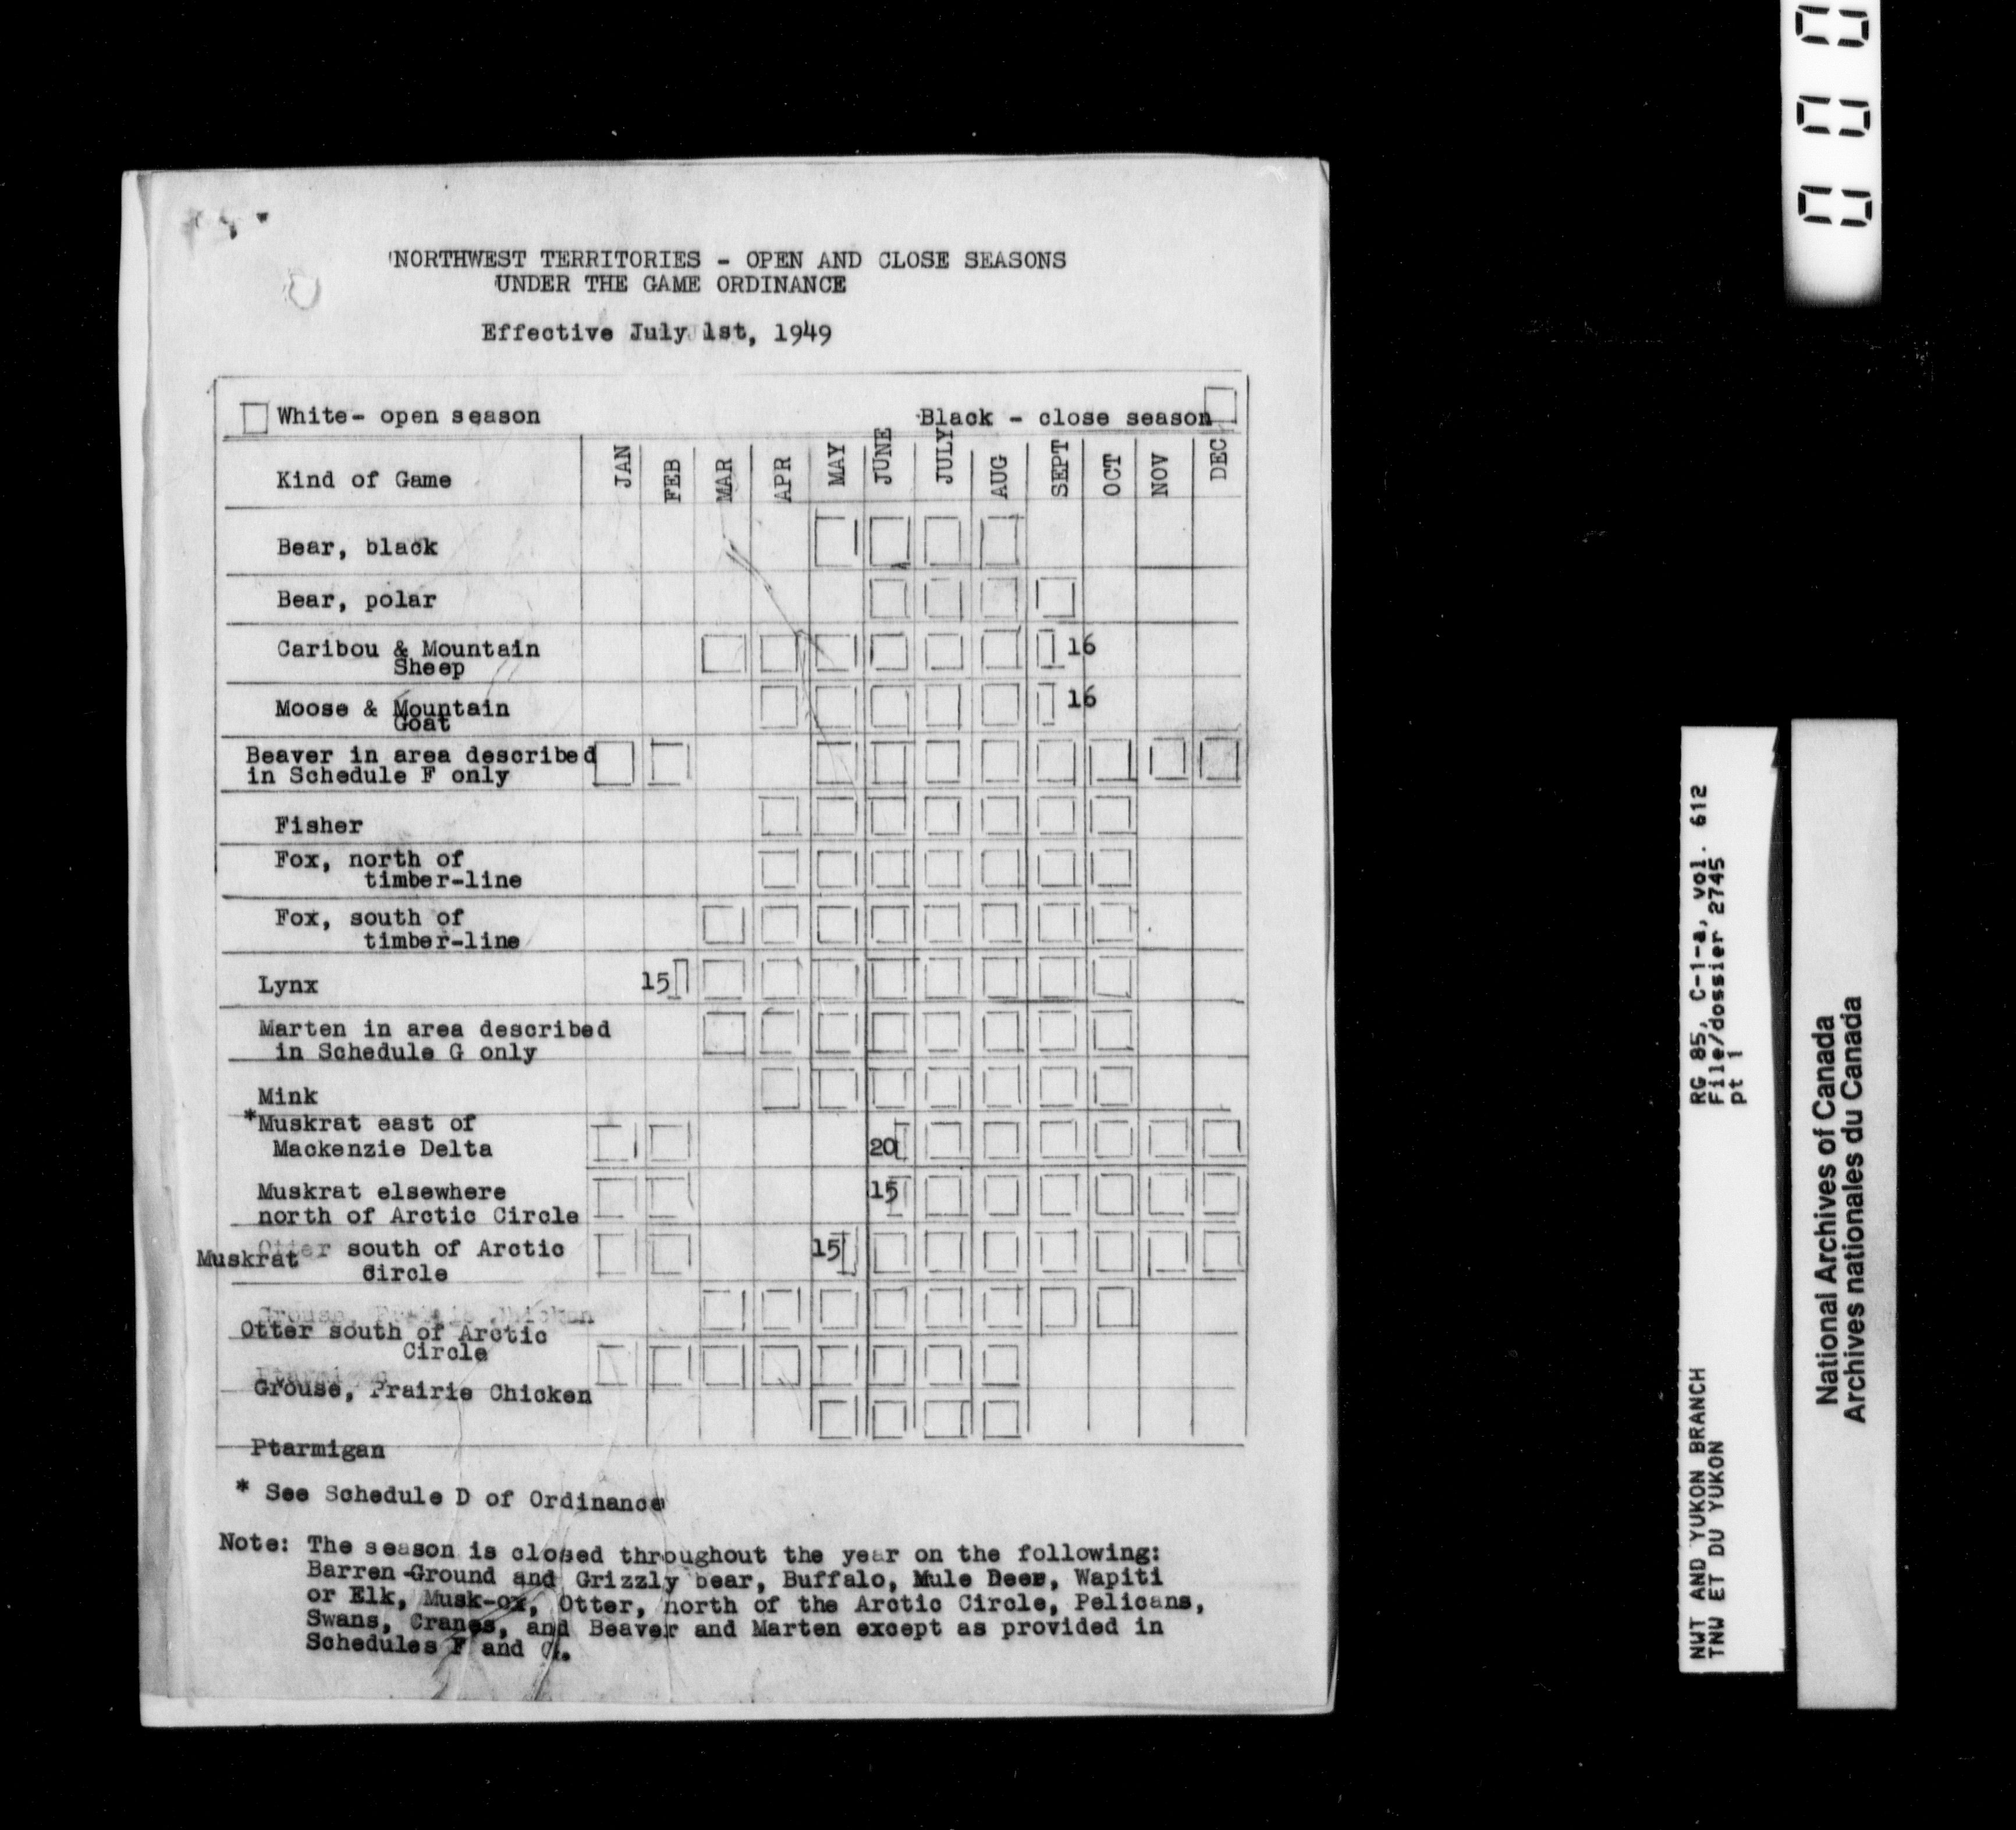 NORTHWEST TERRITORIES - OPEN AND CLOSE SEASONS
UNDER THE GAME ORDINANCE
Effective July 1st, 1949
White- open season
Black - close season
Kind of Game JAN FEB MAR APR MAY JUNE JULY AUG SEPT OCT NOV DEC
Bear, black
Bear, polar
Caribou & Mountain 16
Sheep
Moose & Mountain 16
Goat
Beaver in area described
in Schedule F only
Fisher
Fox, north of
timber-line
Fox, south of
timber-line
Lynx 15
Marten in area described
in Schedule G only
Mink
*Muskrat east of
Mackenzie Delta 20
Muskrat elsewhere 15
north of Arctic Circle
Muskrat south of Arctic 15
Circle
Otter south of Arctic
Circle
Grouse, Prairie Chicken
Ptarmigan
* See Schedule D of Ordinance
Note: The season is closed throughout the year on the following:
Barren-Ground and Grizzly bear, Buffalo, Mule Deer, Wapiti
or Elk, Musk-ox, Otter, north of the Arctic Circle, Pelicans,
Swans, Cranes, and Beaver and Marten except as provided in
Schedules F and G.
000
RG 85, C-1-a, vol. 612
File/dossier 2745
pt 1
NWT AND YUKON BRANCH
TNW ET DU YUKON
National Archives of Canada
Archives nationales du Canada